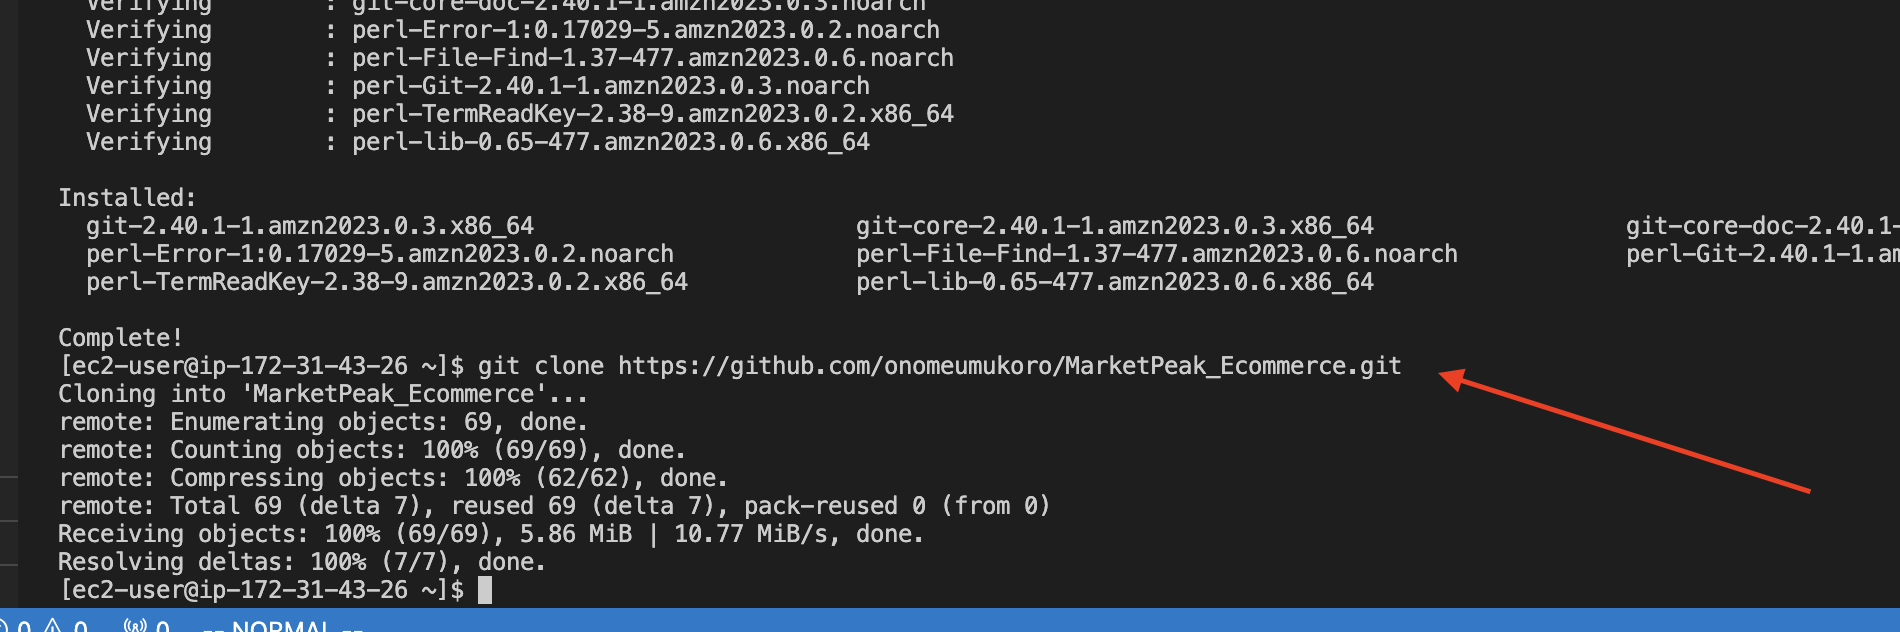 Verifying : git-core-doc-2.40.1-1.amzn2023.0.3.noarch
Verifying : perl-Error-1:0.17029-5.amzn2023.0.2.noarch
Verifying : perl-File-Find-1.37-477.amzn2023.0.6.noarch
Verifying : perl-Git-2.40.1-1.amzn2023.0.3.noarch
Verifying : perl-TermReadKey-2.38-9.amzn2023.0.2.x86_64
Verifying : perl-lib-0.65-477.amzn2023.0.6.x86_64
Installed:
git-2.40.1-1.amzn2023.0.3.x86_64 git-core-2.40.1-1.amzn2023.0.3.x86_64 git-core-doc-2.40.1-
perl-Error-1:0.17029-5.amzn2023.0.2.noarch perl-File-Find-1.37-477.amzn2023.0.6.noarch perl-Git-2.40.1-1.am
perl-TermReadKey-2.38-9.amzn2023.0.2.x86_64 perl-lib-0.65-477.amzn2023.0.6.x86_64
Complete!
[ec2-user@ip-172-31-43-26 ~]$ git clone https://github.com/onomeumukoro/MarketPeak_Ecommerce.git
Cloning into 'MarketPeak_Ecommerce'...
remote: Enumerating objects: 69, done.
remote: Counting objects: 100% (69/69), done.
remote: Compressing objects: 100% (62/62), done.
remote: Total 69 (delta 7), reused 69 (delta 7), pack-reused 0 (from 0)
Receiving objects: 100% (69/69), 5.86 MiB | 10.77 MiB/s, done.
Resolving deltas: 100% (7/7), done.
[ec2-user@ip-172-31-43-26 ~]$
0 0 0 -- NORMAL --